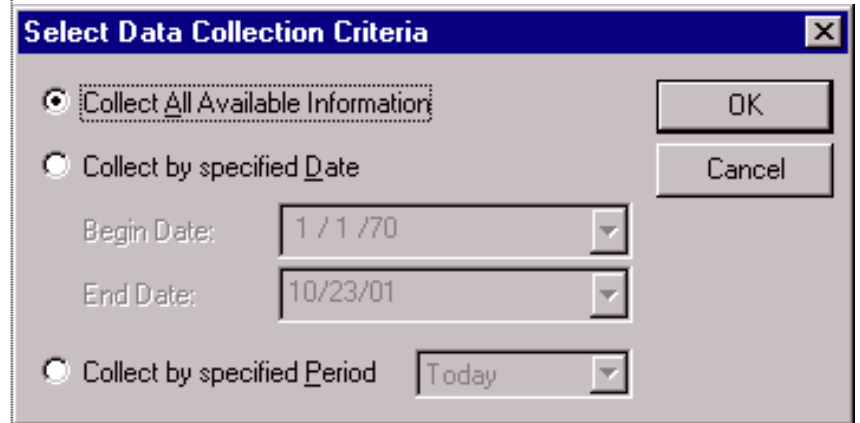 Select Data Collection Criteria
Collect All Available Information
OK
Collect by specified Date
Cancel
Begin Date: 1 / 1 /70
End Date: 10/23/01
Collect by specified Period Today